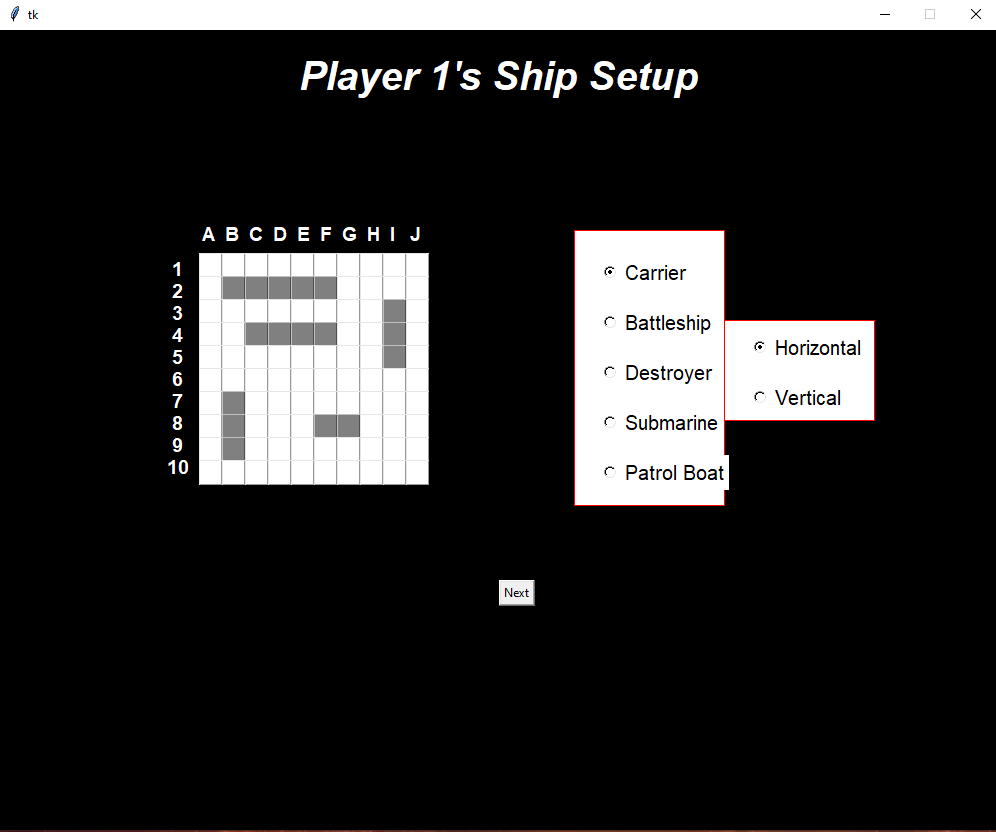 tk
Player 1's Ship Setup
A B C D E F G H I J
1
2
3
4
5
6
7
8
9
10
Carrier
Battleship
Destroyer
Submarine
Patrol Boat
Horizontal
Vertical
Next